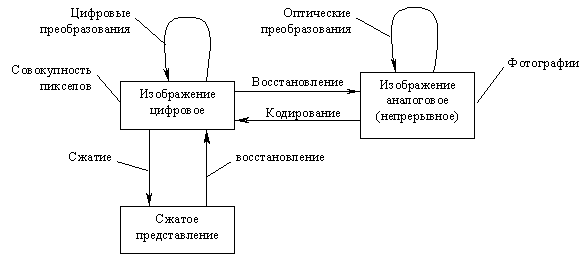 Цифровые
преобразования
Оптические
преобразования
Совокупность
пикселов
Фотографии
Изображение
цифровое
Восстановление
Изображение
аналоговое
(непрерывное)
Кодирование
Сжатие
восстановление
Сжатое
представление